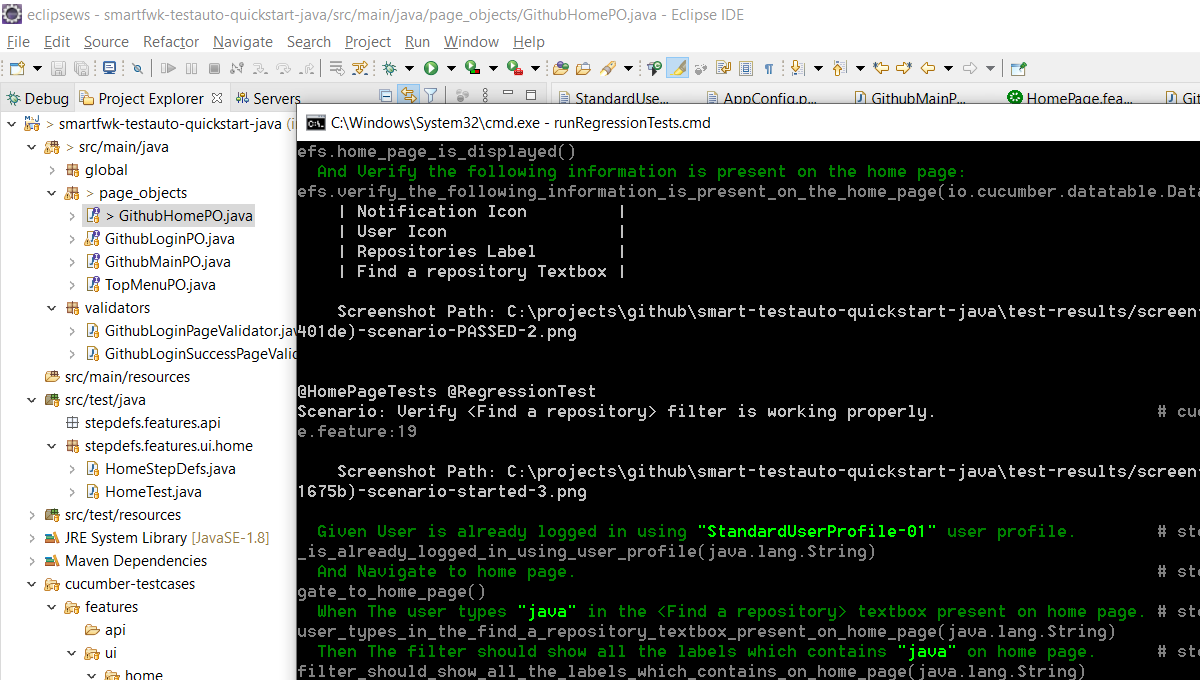 eclipsews - smartfwk-testauto-quickstart-java/src/main/java/page_objects/GithubHomePO.java - Eclipse IDE
File Edit Source Refactor Navigate Search Project Run Window Help
Debug Project Explorer Servers
StandardUse... AppConfig.p... GithubMainP... HomePage.fea... Git
> smartfwk-testauto-quickstart-java
> src/main/java
global
> page_objects
> GithubHomePO.java
GithubLoginPO.java
GithubMainPO.java
TopMenuPO.java
validators
GithubLoginPageValidator.jav
GithubLoginSuccessPageValid
src/main/resources
src/test/java
stepdefs.features.api
stepdefs.features.ui.home
HomeStepDefs.java
HomeTest.java
src/test/resources
JRE System Library [JavaSE-1.8]
Maven Dependencies
cucumber-testcases
features
api
ui
home
C:\Windows\System32\cmd.exe - runRegressionTests.cmd
efs.home_page_is_displayed()
And Verify the following information is present on the home page:
efs.verify_the_following_information_is_present_on_the_home_page(io.cucumber.datatable.Data
| Notification Icon |
| User Icon |
| Repositories Label |
| Find a repository Textbox |
Screenshot Path: C:\projects\github\smart-testauto-quickstart-java\test-results/screen
401de)-scenario-PASSED-2.png
@HomePageTests @RegressionTest
Scenario: Verify <Find a repository> filter is working properly. # cuc
e.feature:19
Screenshot Path: C:\projects\github\smart-testauto-quickstart-java\test-results/screen
1675b)-scenario-started-3.png
Given User is already logged in using "StandardUserProfile-01" user profile. # ste
_is_already_logged_in_using_user_profile(java.lang.String)
And Navigate to home page. # ste
gate_to_home_page()
When The user types "java" in the <Find a repository> textbox present on home page. # ste
user_types_in_the_find_a_repository_textbox_present_on_home_page(java.lang.String)
Then The filter should show all the labels which contains "java" on home page. # ste
filter_should_show_all_the_labels_which_contains_on_home_page(java.lang.String)